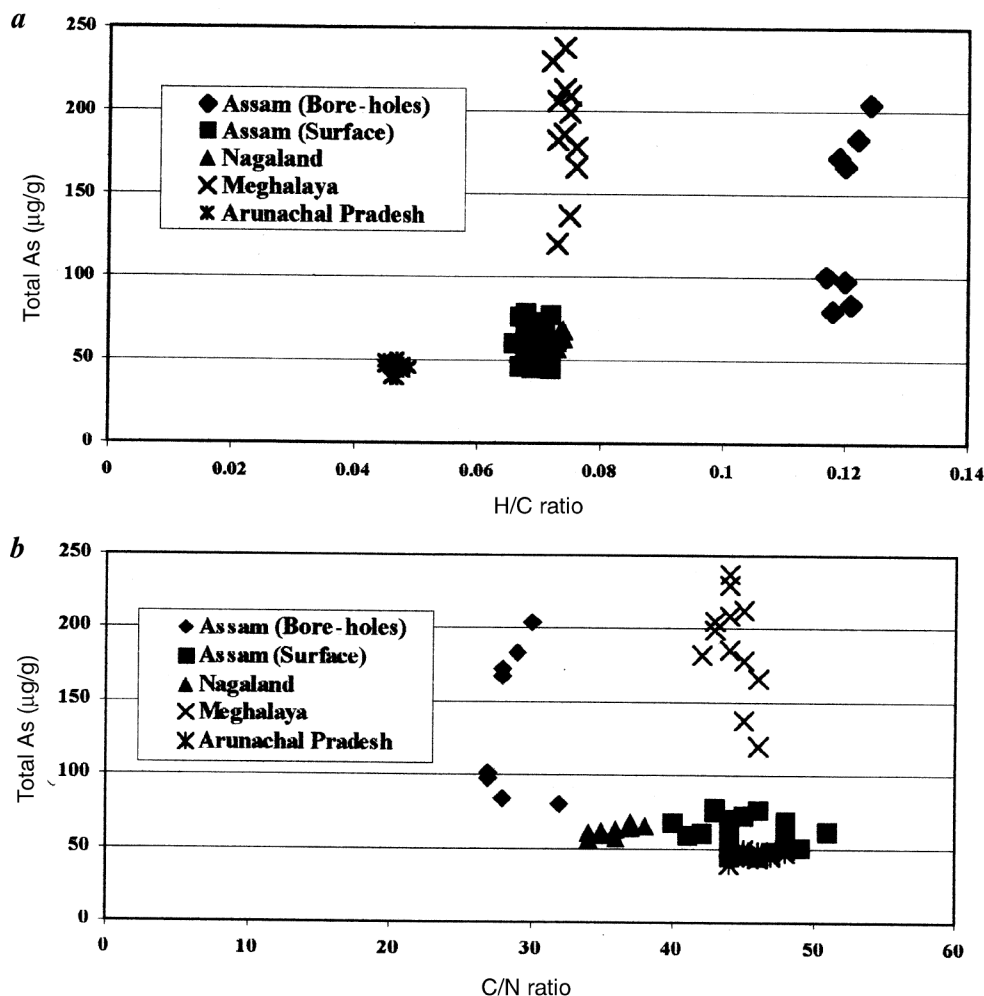 a
250
200
150
100
50
0
Total As (µg/g)
Assam (Bore-holes)
Assam (Surface)
Nagaland
Meghalaya
Arunachal Pradesh
0 0.02 0.04 0.06 0.08 0.1 0.12 0.14
H/C ratio
b
250
200
150
100
50
0
Total As (µg/g)
Assam (Bore-holes)
Assam (Surface)
Nagaland
Meghalaya
Arunachal Pradesh
0 10 20 30 40 50 60
C/N ratio